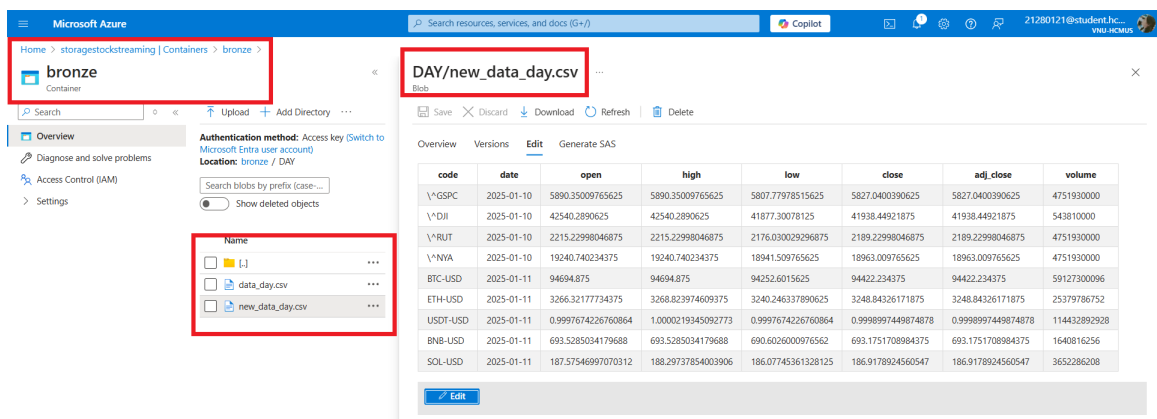 Microsoft Azure
Search resources, services, and docs (G+/)
Copilot
21280121@student.hc...
VNU-HCMUS
Home > storagestockstreaming | Containers > bronze >
bronze
Container
Search
Overview
Diagnose and solve problems
Access Control (IAM)
Settings
Upload Add Directory ...
Authentication method: Access key (Switch to
Microsoft Entra user account)
Location: bronze / DAY
Search blobs by prefix (case-...
Show deleted objects
Name
[..] ...
data_day.csv ...
new_data_day.csv ...
DAY/new_data_day.csv ...
Blob
Save Discard Download Refresh Delete
Overview Versions Edit Generate SAS
code date open high low close adj_close volume
\^GSPC 2025-01-10 5890.35009765625 5890.35009765625 5807.77978515625 5827.0400390625 5827.0400390625 4751930000
\^DJI 2025-01-10 42540.2890625 42540.2890625 41877.30078125 41938.44921875 41938.44921875 543810000
\^RUT 2025-01-10 2215.22998046875 2215.22998046875 2176.030029296875 2189.22998046875 2189.22998046875 4751930000
\^NYA 2025-01-10 19240.740234375 19240.740234375 18941.509765625 18963.009765625 18963.009765625 4751930000
BTC-USD 2025-01-11 94694.875 94694.875 94252.6015625 94422.234375 94422.234375 59127300096
ETH-USD 2025-01-11 3266.32177734375 3268.823974609375 3240.246337890625 3248.84326171875 3248.84326171875 25379786752
USDT-USD 2025-01-11 0.9997674226760864 1.0000219345092773 0.9997674226760864 0.9998997449874878 0.9998997449874878 114432892928
BNB-USD 2025-01-11 693.5285034179688 693.5285034179688 690.6026000976562 693.1751708984375 693.1751708984375 1640816256
SOL-USD 2025-01-11 187.57546997070312 188.29737854003906 186.07745361328125 186.9178924560547 186.9178924560547 3652286208
Edit